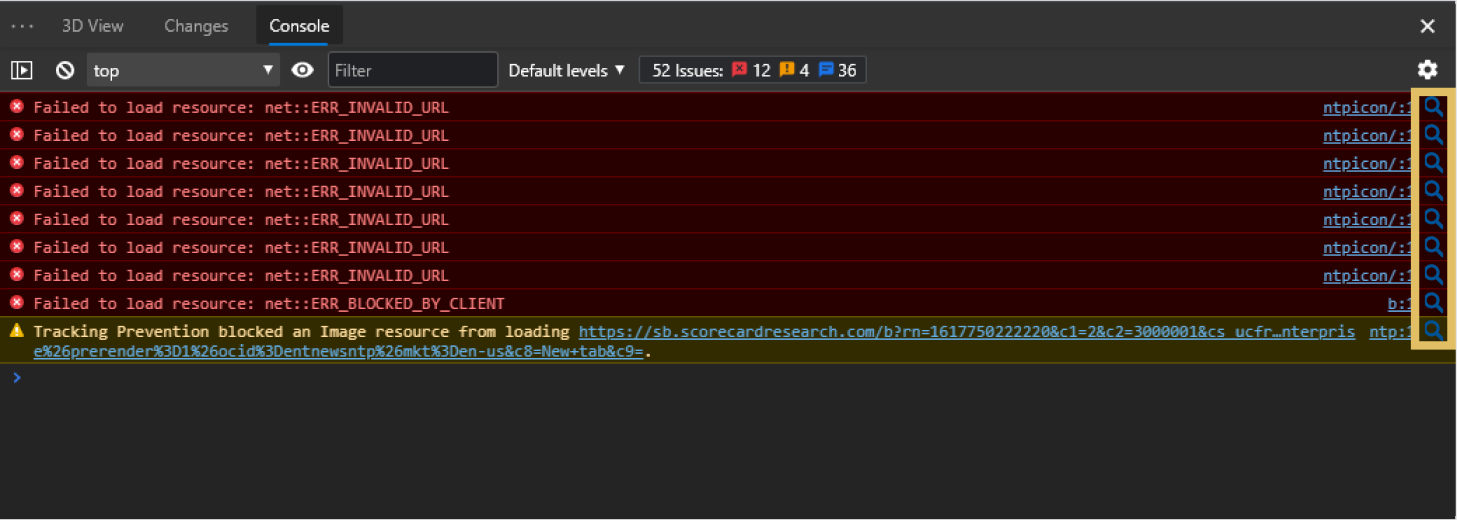 ··· 3D View Changes Console
top Filter Default levels 52 Issues: 12 4 36
Failed to load resource: net::ERR_INVALID_URL ntpicon/:1
Failed to load resource: net::ERR_INVALID_URL ntpicon/:1
Failed to load resource: net::ERR_INVALID_URL ntpicon/:1
Failed to load resource: net::ERR_INVALID_URL ntpicon/:1
Failed to load resource: net::ERR_INVALID_URL ntpicon/:1
Failed to load resource: net::ERR_INVALID_URL ntpicon/:1
Failed to load resource: net::ERR_INVALID_URL ntpicon/:1
Failed to load resource: net::ERR_BLOCKED_BY_CLIENT b:1
Tracking Prevention blocked an Image resource from loading https://sb.scorecardresearch.com/b?rn=1617750222220&c1=2&c2=3000001&cs_ucfr…nterpris ntp:1
e%26prerender%3D1%26ocid%3Dentnewsntp%26mkt%3Den-us&c8=New+tab&c9=.